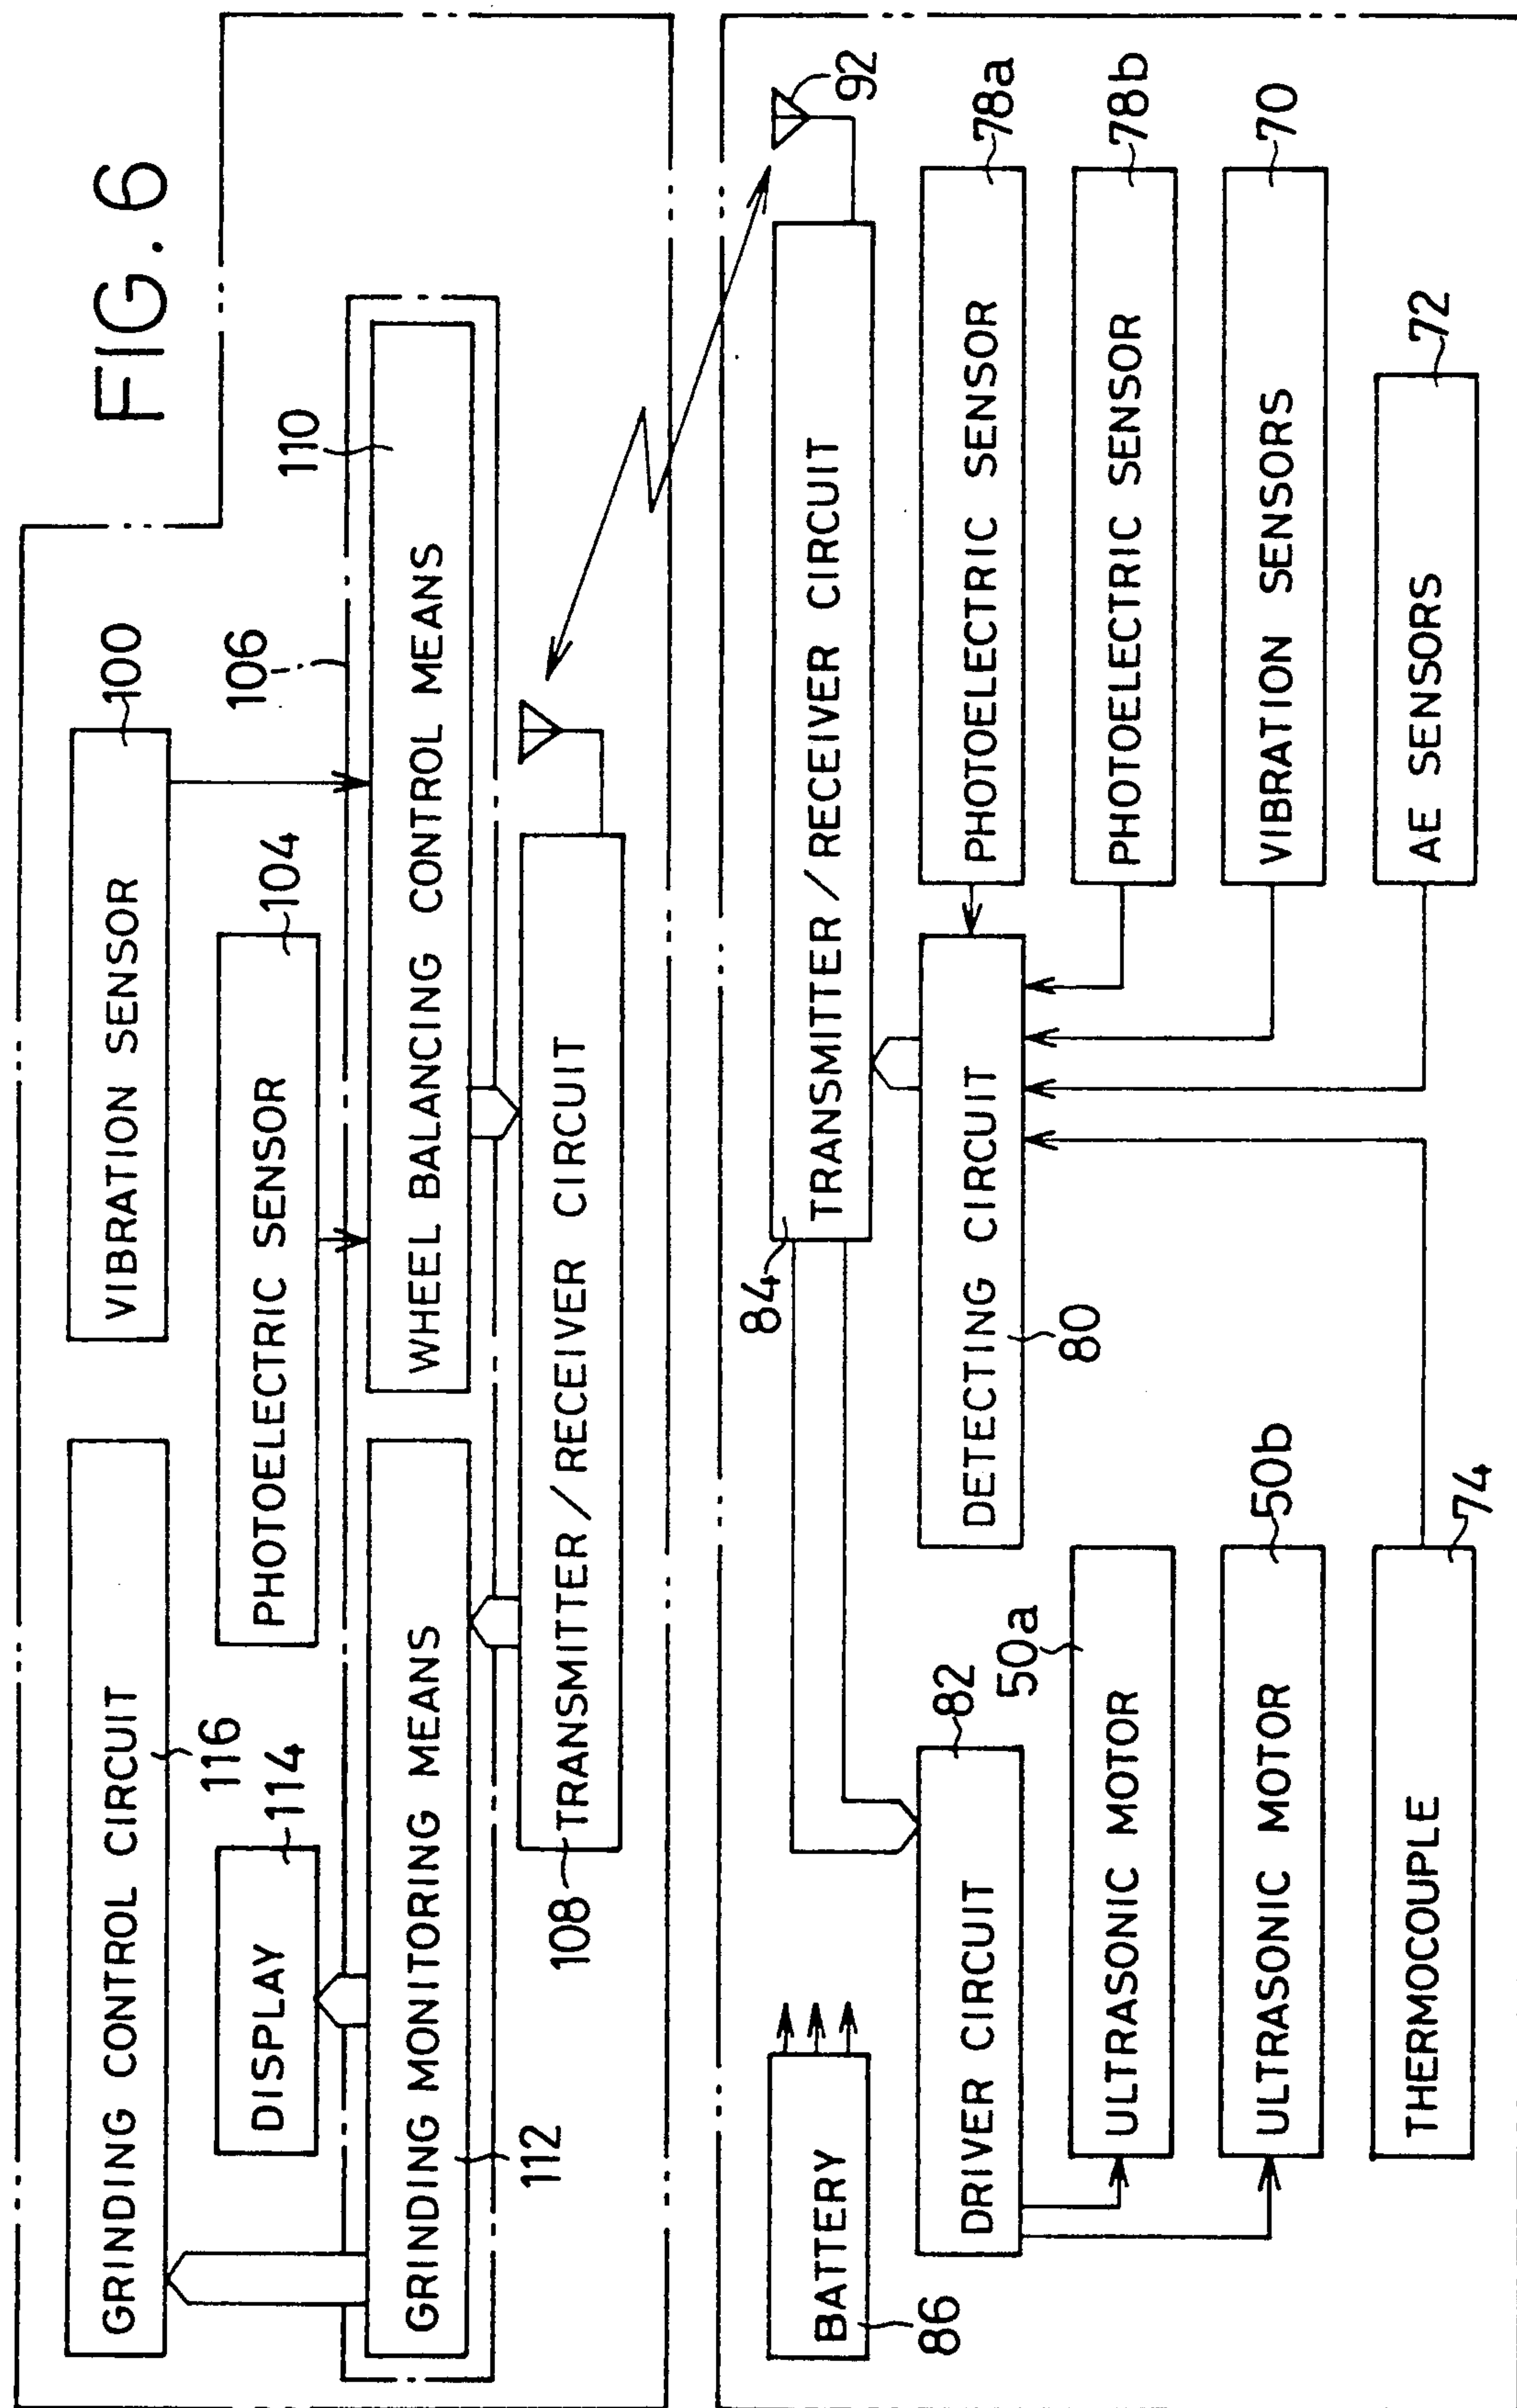 FIG. 6
GRINDING CONTROL CIRCUIT
116
VIBRATION SENSOR
100
DISPLAY
114
PHOTOELECTRIC SENSOR
104
106
GRINDING MONITORING MEANS
112
WHEEL BALANCING CONTROL MEANS
110
108
TRANSMITTER/RECEIVER CIRCUIT
BATTERY
86
84
TRANSMITTER/RECEIVER CIRCUIT
92
DRIVER CIRCUIT
82
DETECTING CIRCUIT
80
PHOTOELECTRIC SENSOR
78a
ULTRASONIC MOTOR
50a
PHOTOELECTRIC SENSOR
78b
ULTRASONIC MOTOR
50b
VIBRATION SENSORS
70
THERMOCOUPLE
74
AE SENSORS
72